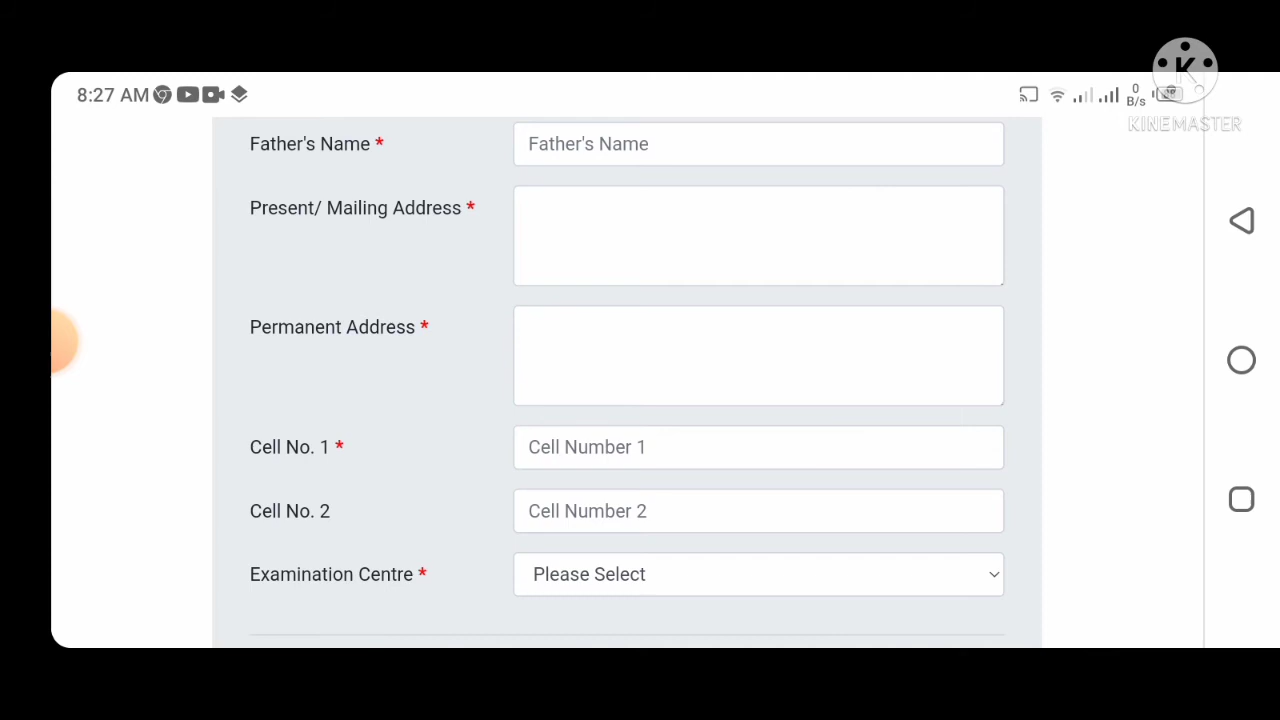 8:27 AM
0
B/s
K
KINEMASTER
Father's Name * Father's Name
Present/ Mailing Address *
Permanent Address *
Cell No. 1 * Cell Number 1
Cell No. 2 Cell Number 2
Examination Centre * Please Select